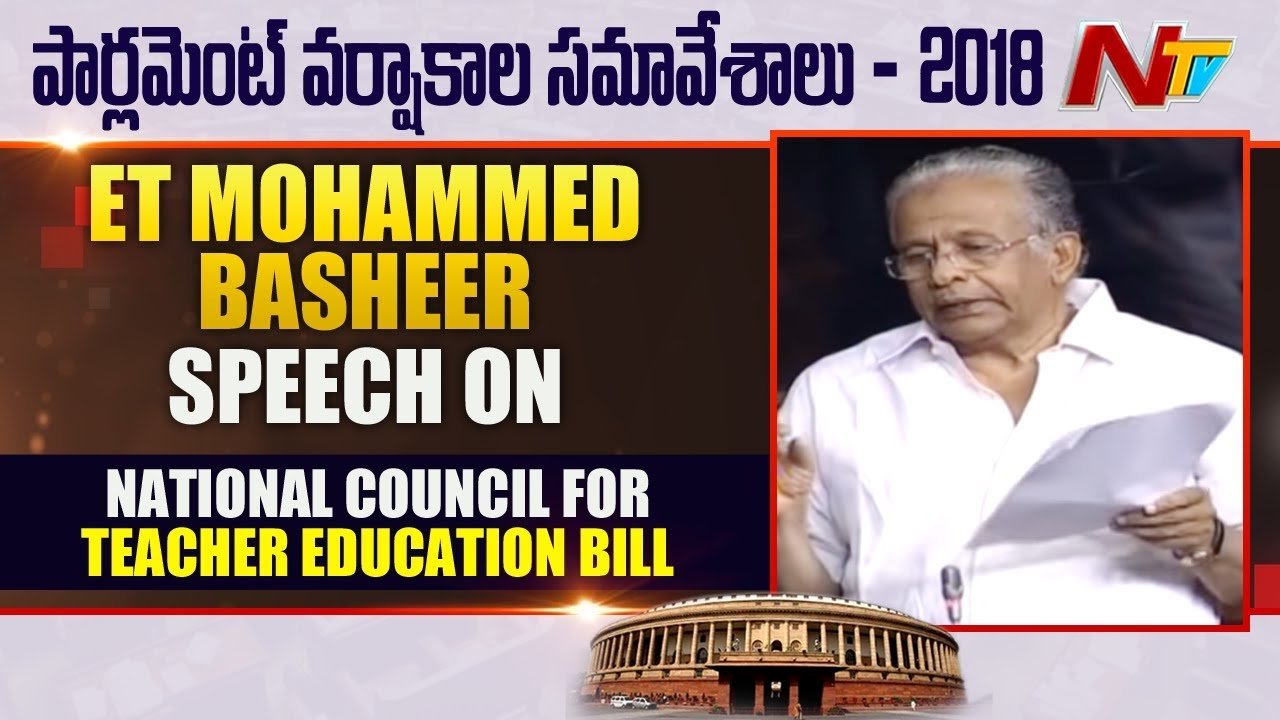 పార్లమెంట్ వర్షాకాల సమావేశాలు - 2018
NTV
ET MOHAMMED
BASHEER
SPEECH ON
NATIONAL COUNCIL FOR
TEACHER EDUCATION BILL